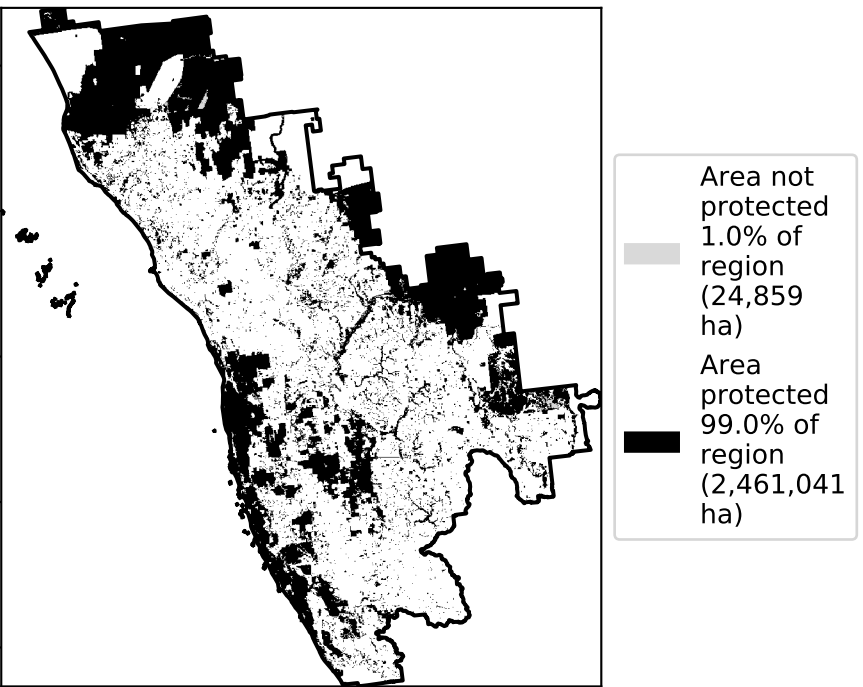 Area not
protected
1.0% of
region
(24,859
ha)
Area
protected
99.0% of
region
(2,461,041
ha)